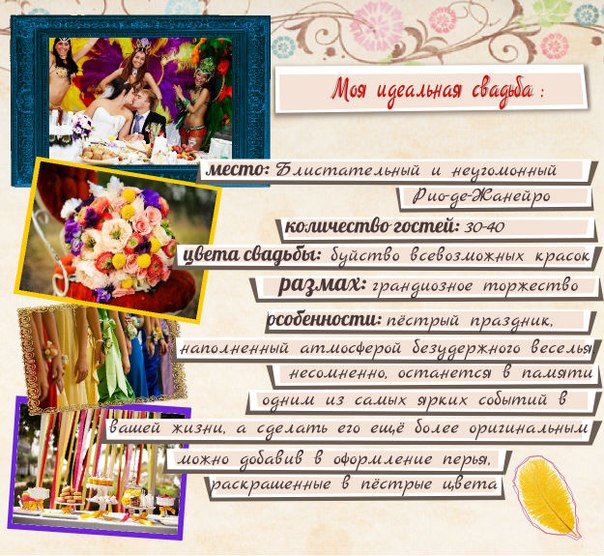 Моя идеальная свадьба :
место: Блистательный и неугомонный
Рио-де-Жанейро
количество гостей: 30-40
цвета свадьбы: буйство всевозможных красок
размах: грандиозное торжество
особенности: пёстрый праздник,
наполненный атмосферой безудержного веселья
несомненно, останется в памяти
одним из самых ярких событий в
вашей жизни, а сделать его ещё более оригинальным
можно добавив в оформление перья,
раскрашенные в пёстрые цвета